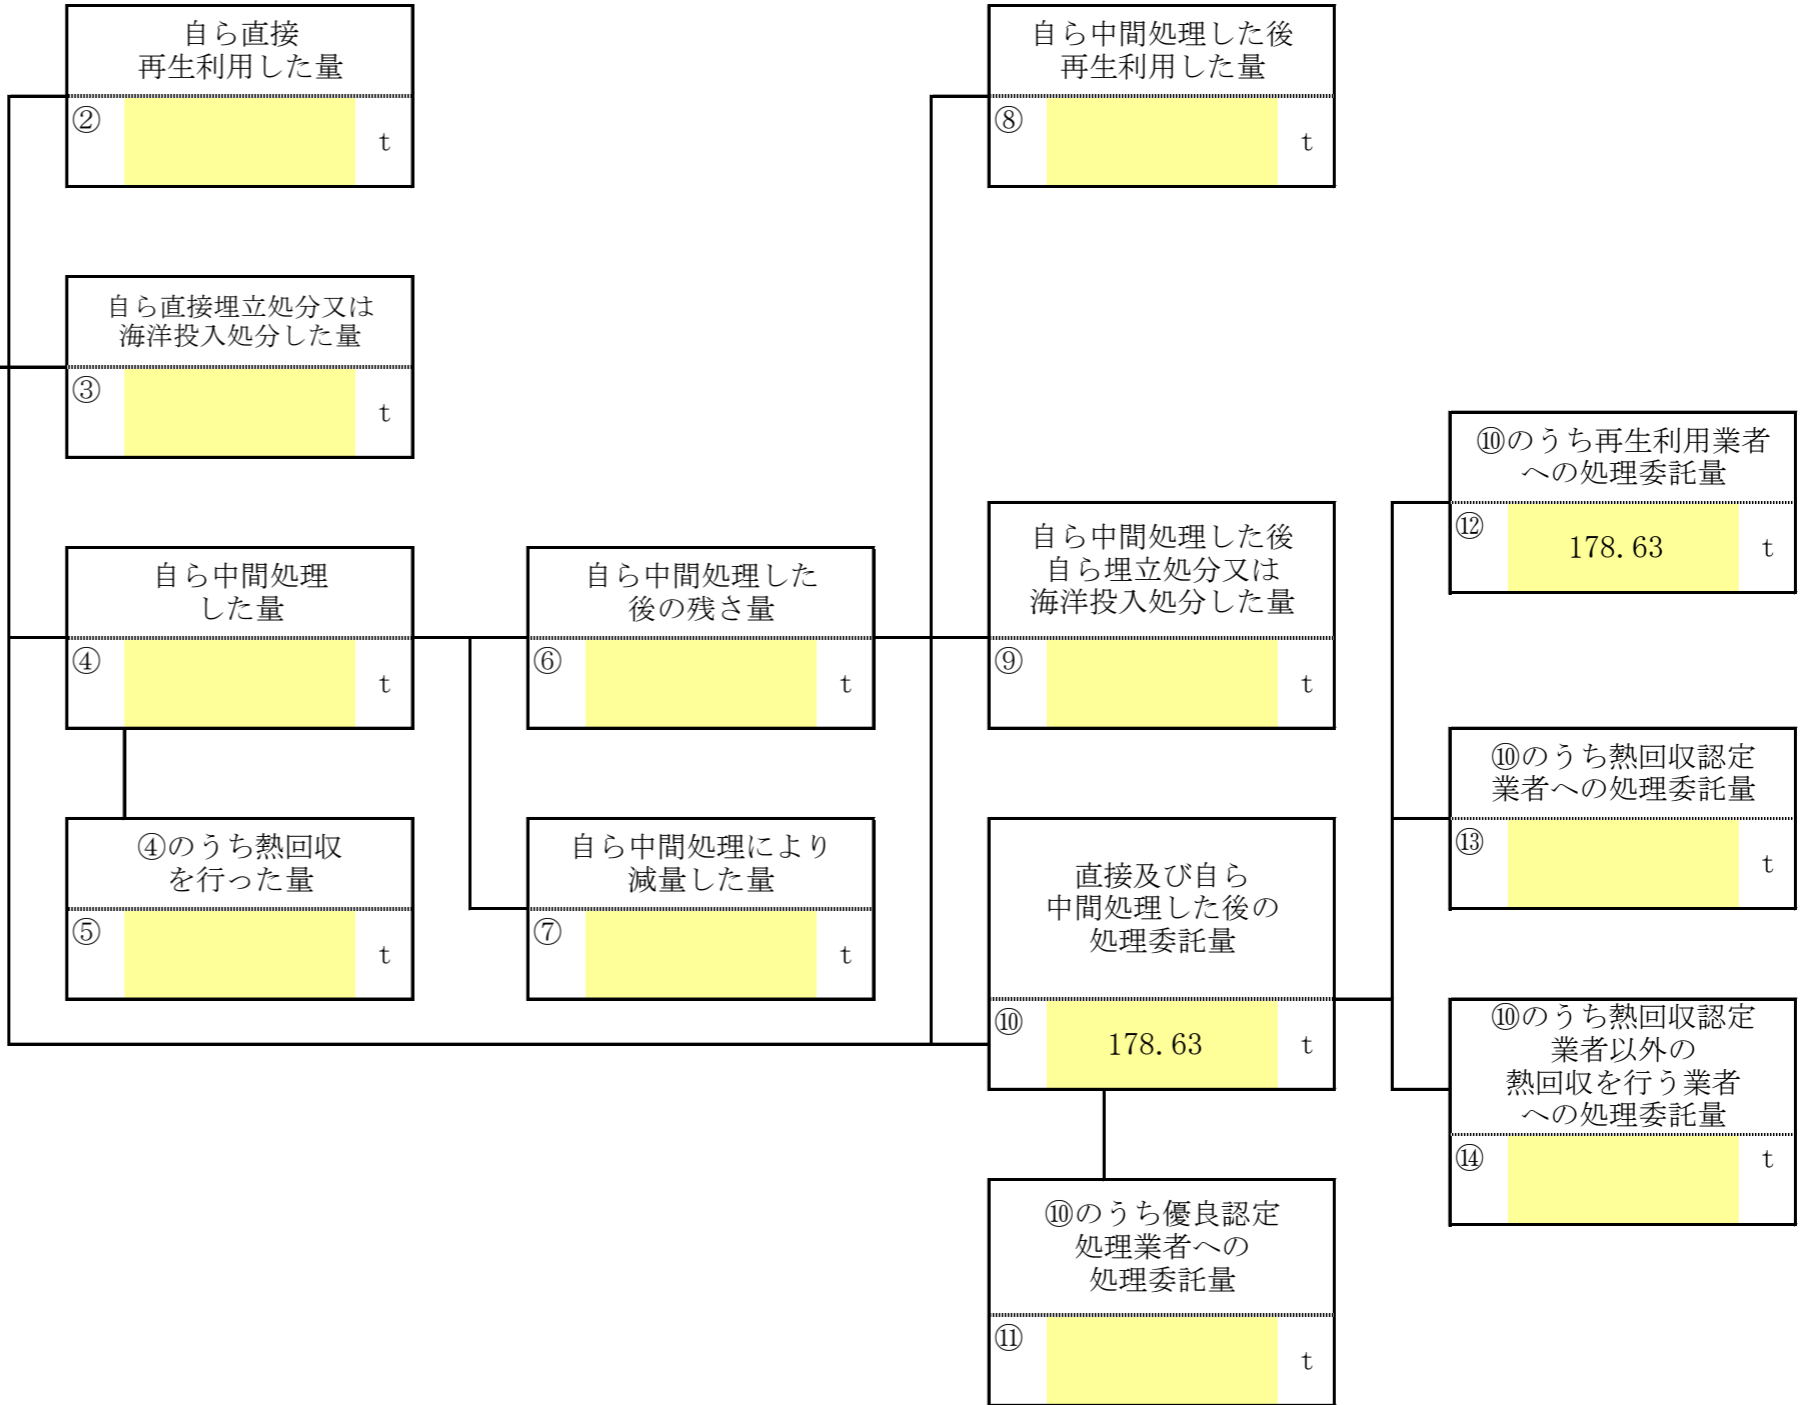 自ら直接
再生利用した量
②
t
自ら中間処理した後
再生利用した量
⑧
t
自ら直接埋立処分又は
海洋投入処分した量
③
t
⑩のうち再生利用業者
への処理委託量
⑫
178.63
t
自ら中間処理
した量
④
t
自ら中間処理した
後の残さ量
⑥
t
自ら中間処理した後
自ら埋立処分又は
海洋投入処分した量
⑨
t
⑩のうち熱回収認定
業者への処理委託量
⑬
t
④のうち熱回収
を行った量
⑤
t
自ら中間処理により
減量した量
⑦
t
直接及び自ら
中間処理した後の
処理委託量
⑩
178.63
t
⑩のうち熱回収認定
業者以外の
熱回収を行う業者
への処理委託量
⑭
t
⑩のうち優良認定
処理業者への
処理委託量
⑪
t